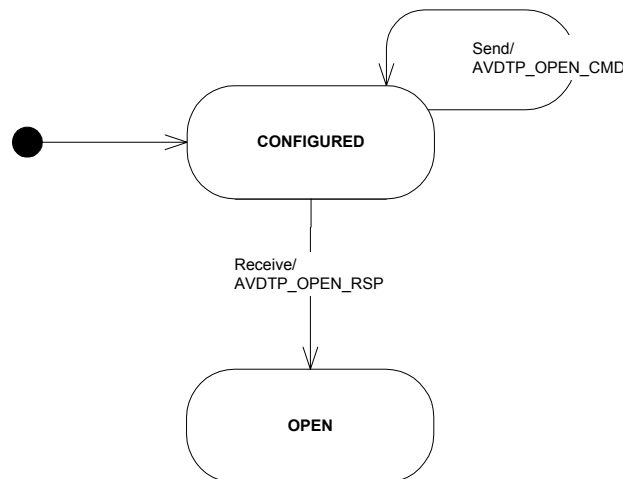 Send/
AVDTP_OPEN_CMD
CONFIGURED
Receive/
AVDTP_OPEN_RSP
OPEN